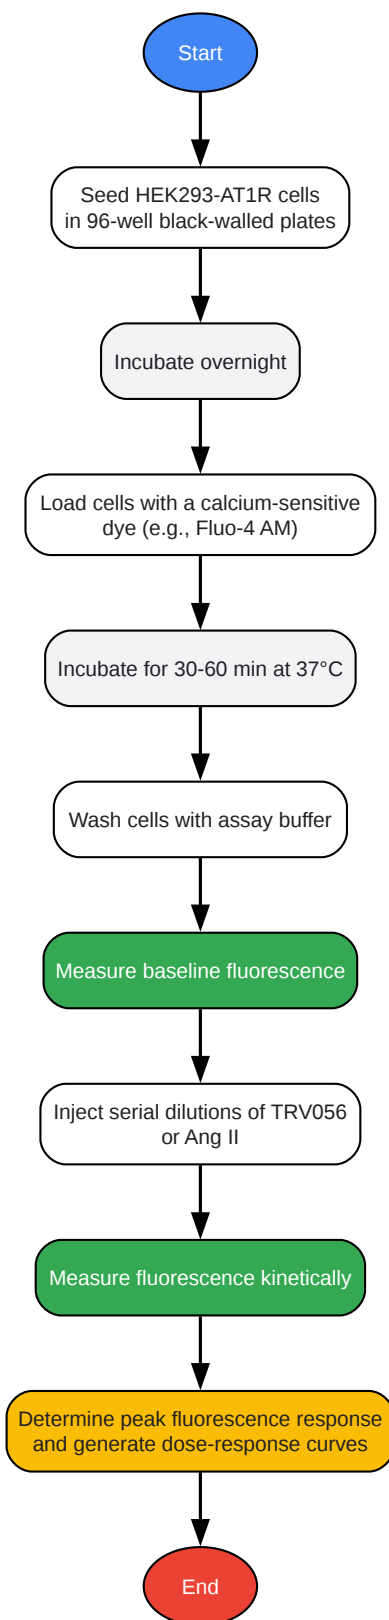 Start
Seed HEK293-AT1R cells
in 96-well black-walled plates
Incubate overnight
Load cells with a calcium-sensitive
dye (e.g., Fluo-4 AM)
Incubate for 30-60 min at 37°C
Wash cells with assay buffer
Measure baseline fluorescence
Inject serial dilutions of TRV056
or Ang II
Measure fluorescence kinetically
Determine peak fluorescence response
and generate dose-response curves
End